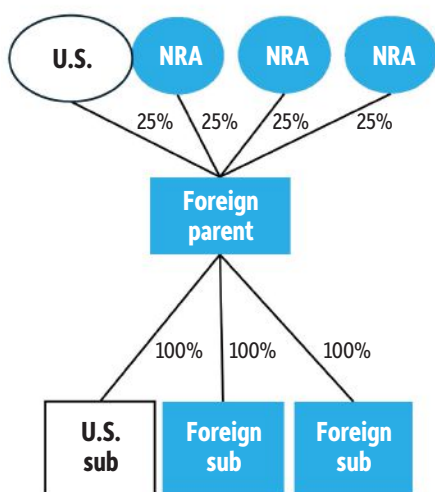 U.S.
NRA
NRA
NRA
25%
25%
25%
25%
Foreign
parent
100%
100%
100%
U.S.
sub
Foreign
sub
Foreign
sub